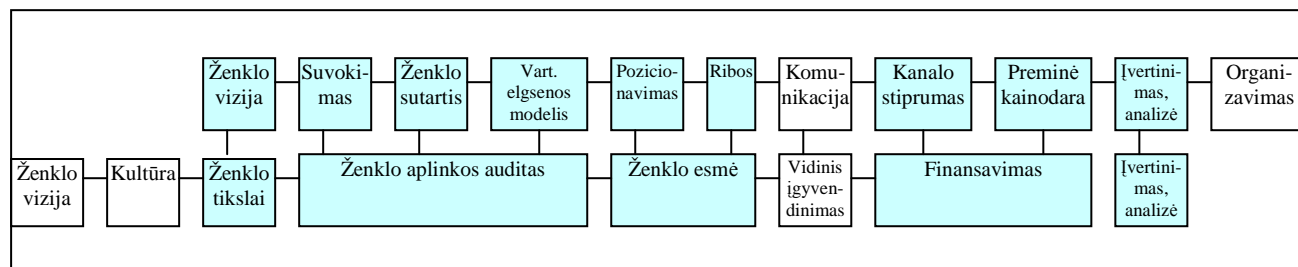 Ženklo
vizija
Suvoki-
mas
Ženklo
sutartis
Vart.
elgsenos
modelis
Pozicio-
navimas
Ribos
Komu-
nikacija
Kanalo
stiprumas
Preminė
kainodara
Įvertini-
mas,
analizė
Organi-
zavimas
Ženklo
vizija
Kultūra
Ženklo
tikslai
Ženklo aplinkos auditas
Ženklo esmė
Vidinis
įgyven-
dinimas
Finansavimas
Įvertini-
mas,
analizė